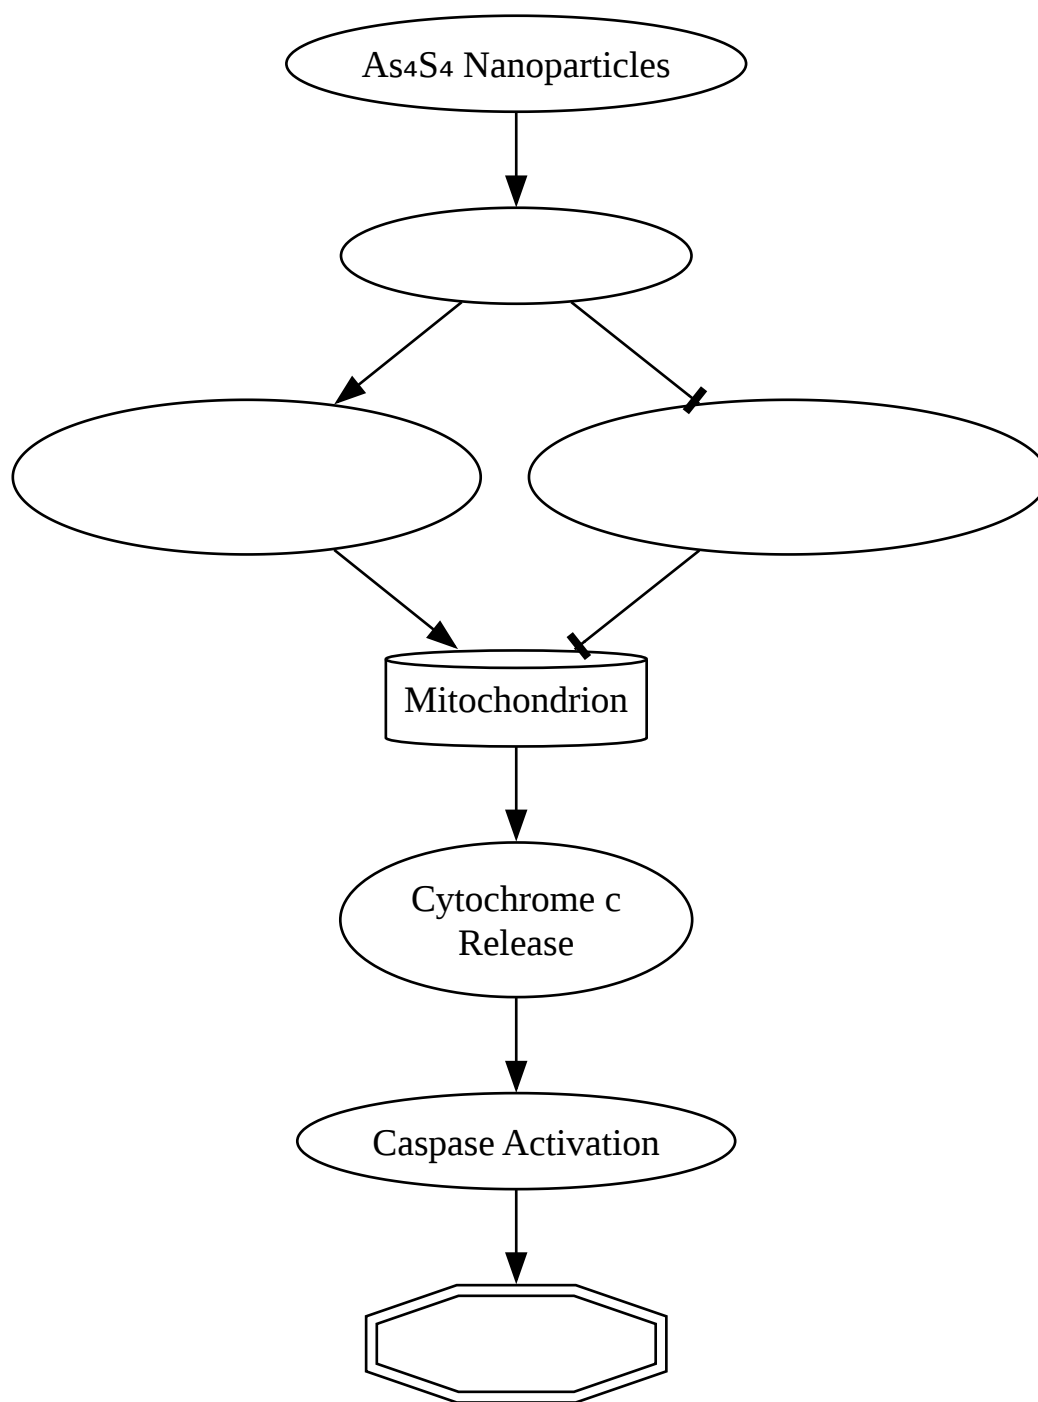 As₄S₄ Nanoparticles
Mitochondrion
Cytochrome c
Release
Caspase Activation